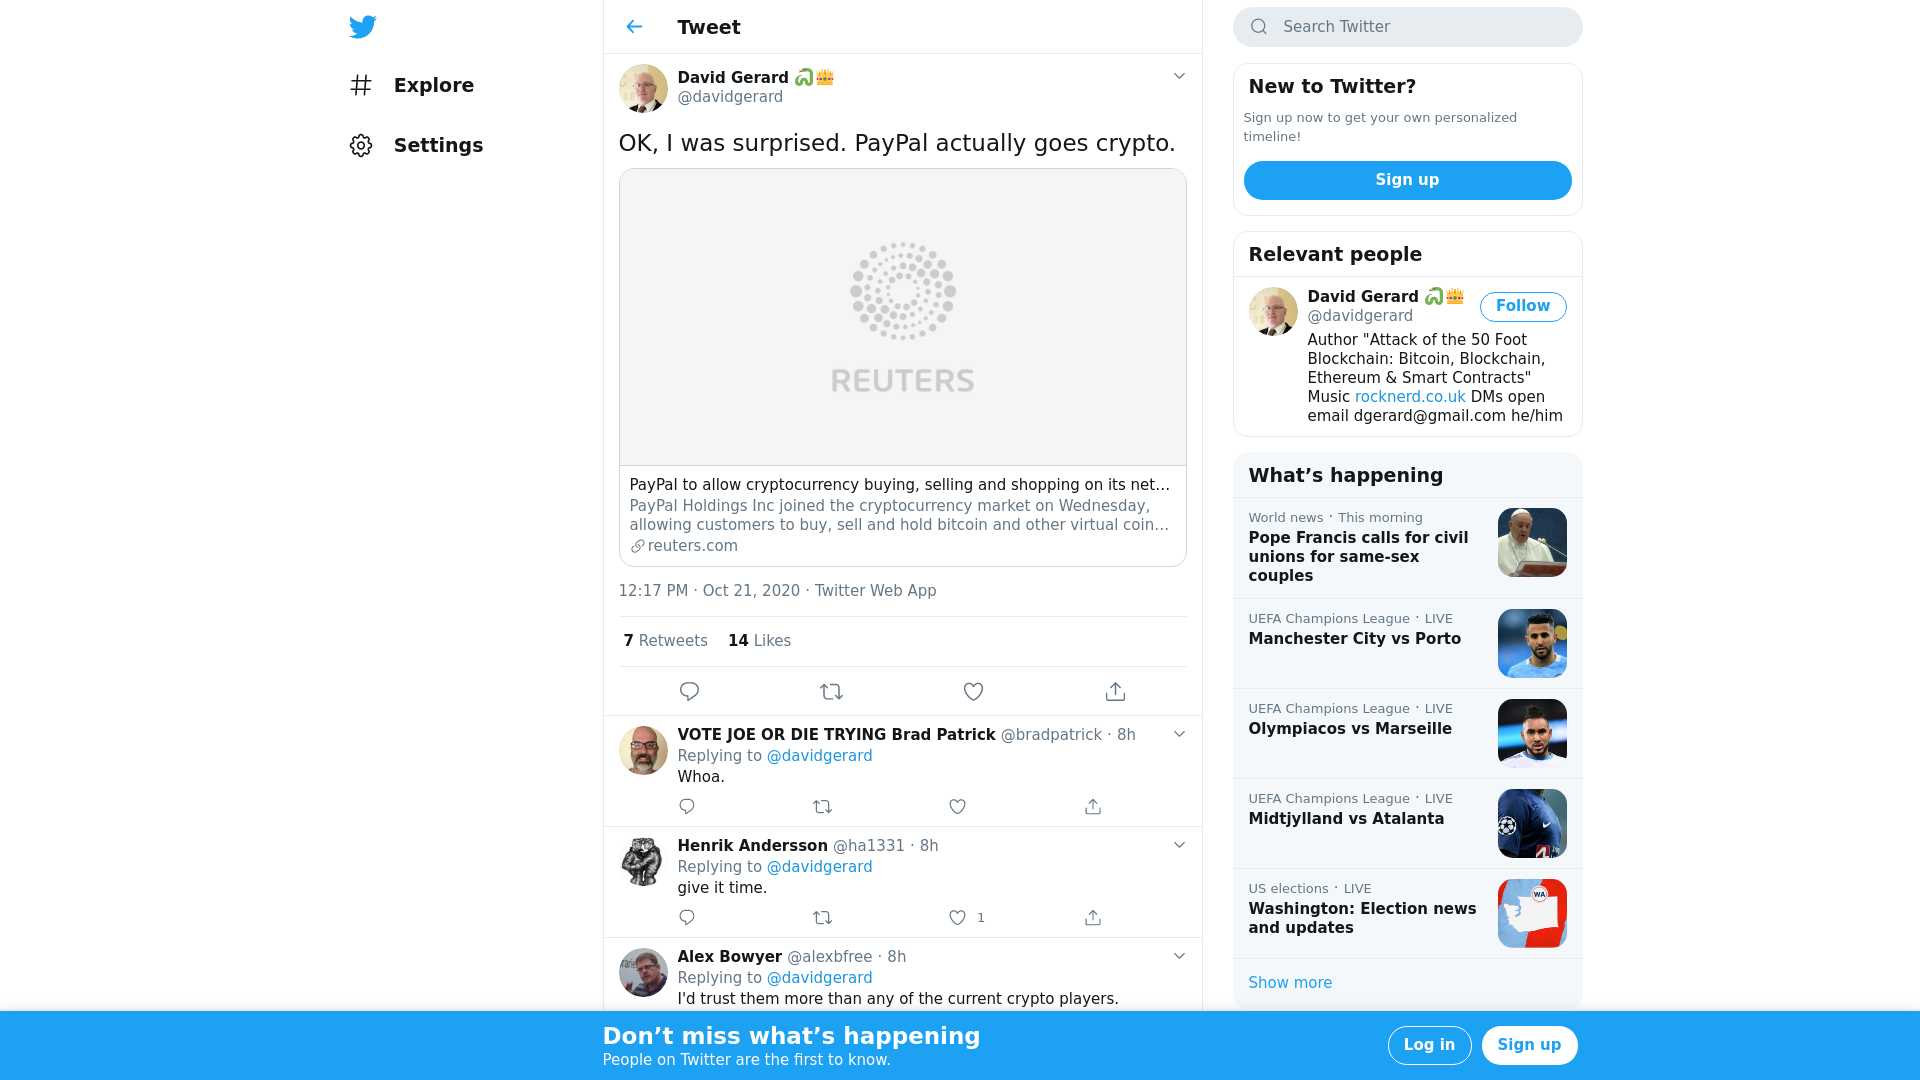 Explore
Settings
Tweet
David Gerard
@davidgerard
OK, I was surprised. PayPal actually goes crypto.
REUTERS
PayPal to allow cryptocurrency buying, selling and shopping on its net...
PayPal Holdings Inc joined the cryptocurrency market on Wednesday,
allowing customers to buy, sell and hold bitcoin and other virtual coin...
reuters.com
12:17 PM · Oct 21, 2020 · Twitter Web App
7 Retweets 14 Likes
VOTE JOE OR DIE TRYING Brad Patrick @bradpatrick · 8h
Replying to @davidgerard
Whoa.
Henrik Andersson @ha1331 · 8h
Replying to @davidgerard
give it time.
1
Alex Bowyer @alexbfree · 8h
Replying to @davidgerard
I'd trust them more than any of the current crypto players.
Search Twitter
New to Twitter?
Sign up now to get your own personalized
timeline!
Sign up
Relevant people
David Gerard
Follow
@davidgerard
Author "Attack of the 50 Foot
Blockchain: Bitcoin, Blockchain,
Ethereum & Smart Contracts"
Music rocknerd.co.uk DMs open
email dgerard@gmail.com he/him
What’s happening
World news · This morning
Pope Francis calls for civil
unions for same-sex
couples
UEFA Champions League · LIVE
Manchester City vs Porto
UEFA Champions League · LIVE
Olympiacos vs Marseille
UEFA Champions League · LIVE
Midtjylland vs Atalanta
US elections · LIVE
Washington: Election news
and updates
WA
Show more
Don’t miss what’s happening
People on Twitter are the first to know.
Log in
Sign up